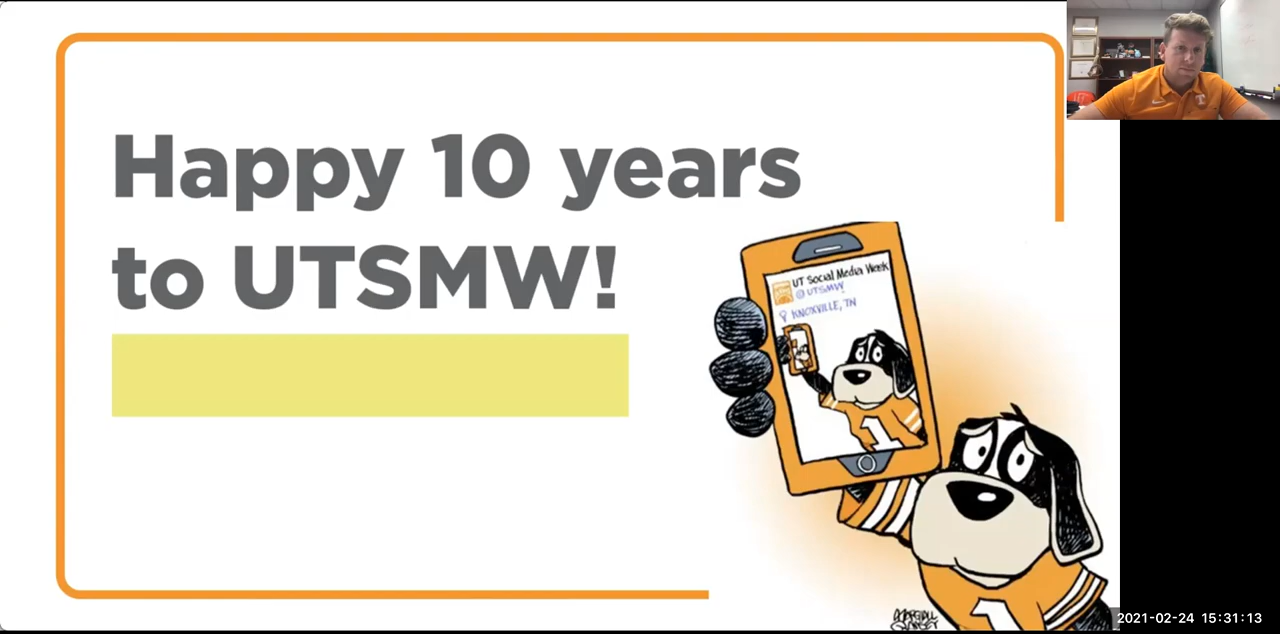 Happy 10 years
to UTSMW!
UT Social Media Week
@UTSMW
KNOXVILLE, TN
1
1
T
2021-02-24 15:31:13